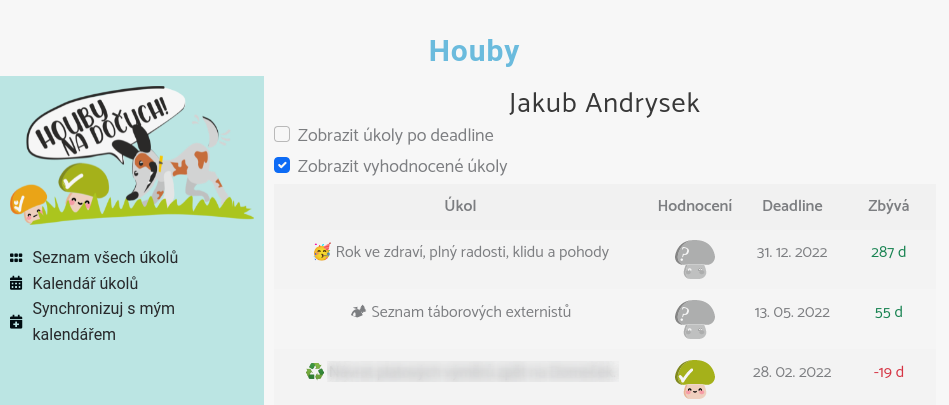 Houby
HOUBY
NA DOČUCH!
Seznam všech úkolů
Kalendář úkolů
Synchronizuj s mým
kalendářem
Jakub Andrysek
Zobrazit úkoly po deadline
Zobrazit vyhodnocené úkoly
Úkol Hodnocení Deadline Zbývá
🥳 Rok ve zdraví, plný radosti, klidu a pohody ? 31. 12. 2022 287 d
🏕 Seznam táborových externistů ? 13. 05. 2022 55 d
♻ 28. 02. 2022 -19 d